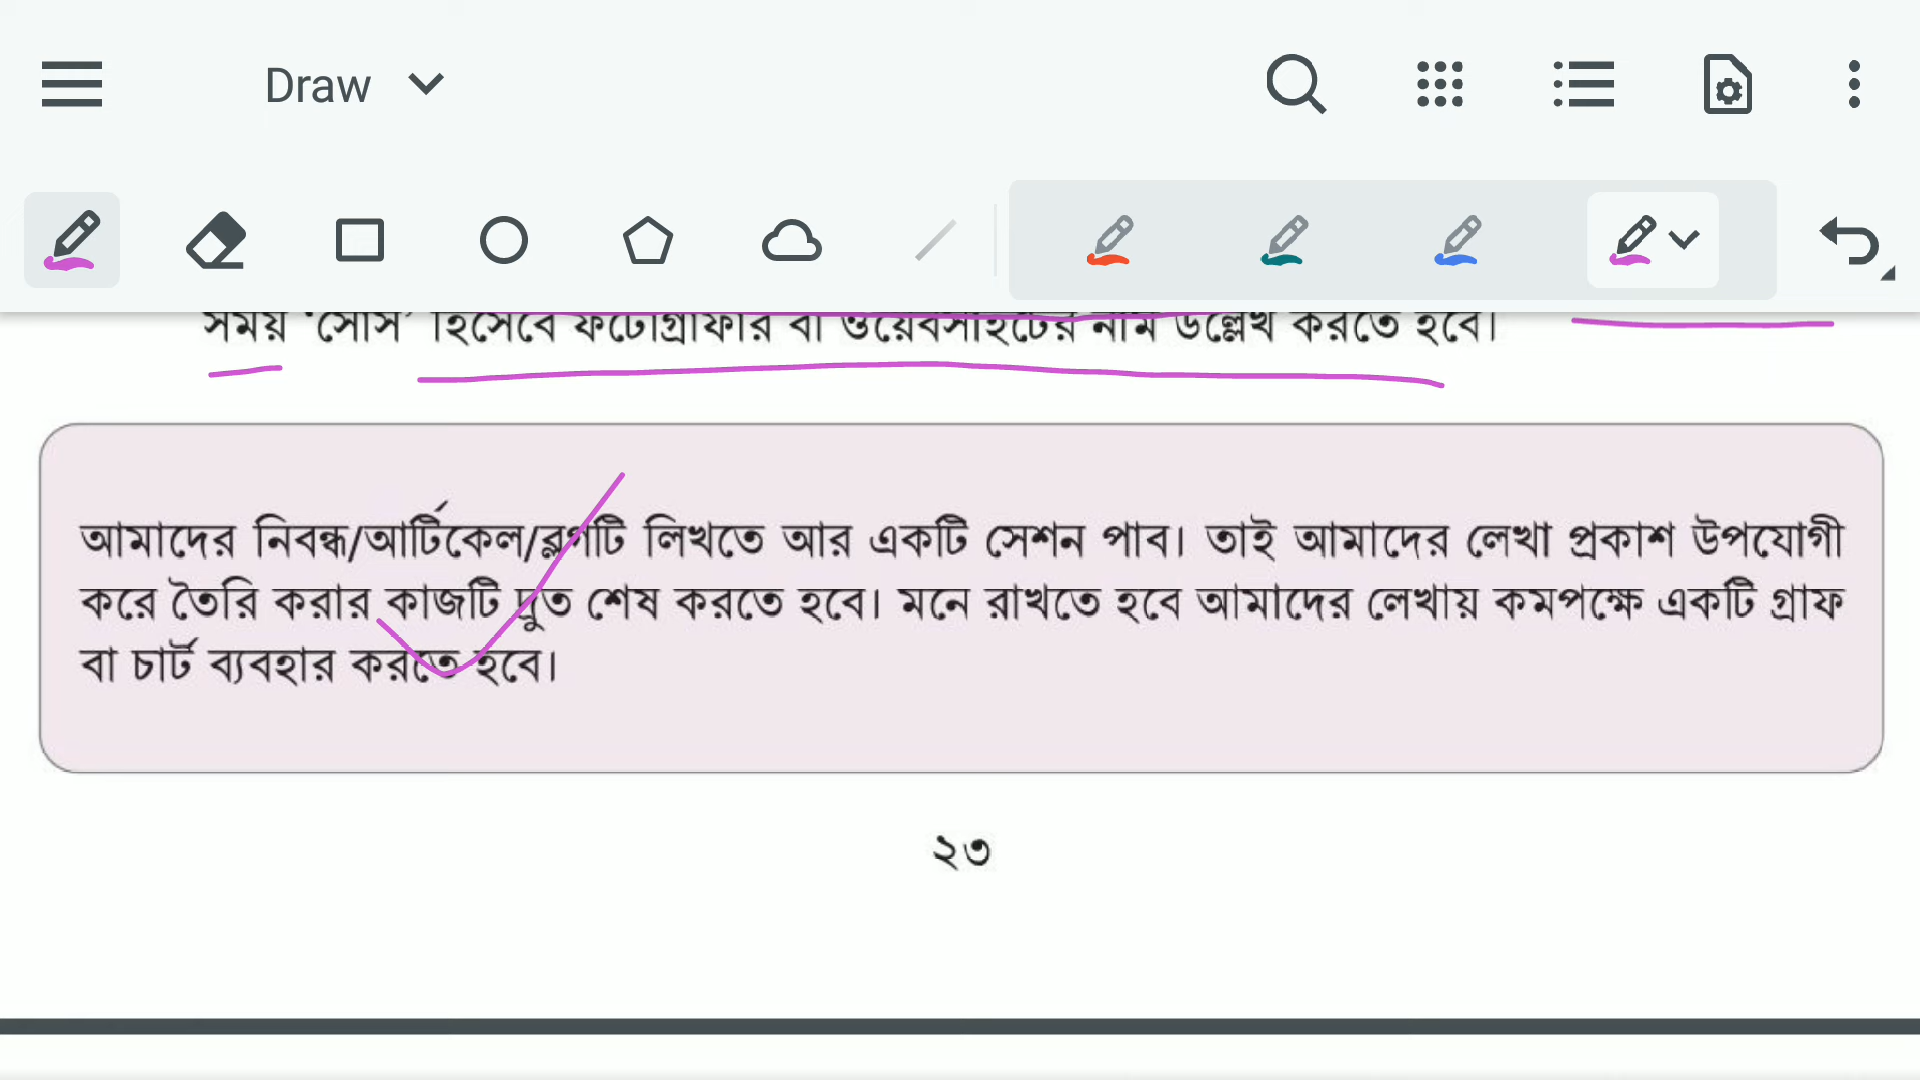 Draw
সময় ‘সোর্স’ হিসেবে ফটোগ্রাফার বা ওয়েবসাইটের নাম উল্লেখ করতে হবে।
আমাদের নিবন্ধ/আর্টিকেল/ব্লগটি লিখতে আর একটি সেশন পাব। তাই আমাদের লেখা প্রকাশ উপযোগী
করে তৈরি করার কাজটি দ্রুত শেষ করতে হবে। মনে রাখতে হবে আমাদের লেখায় কমপক্ষে একটি গ্রাফ
বা চার্ট ব্যবহার করতে হবে।
২৩